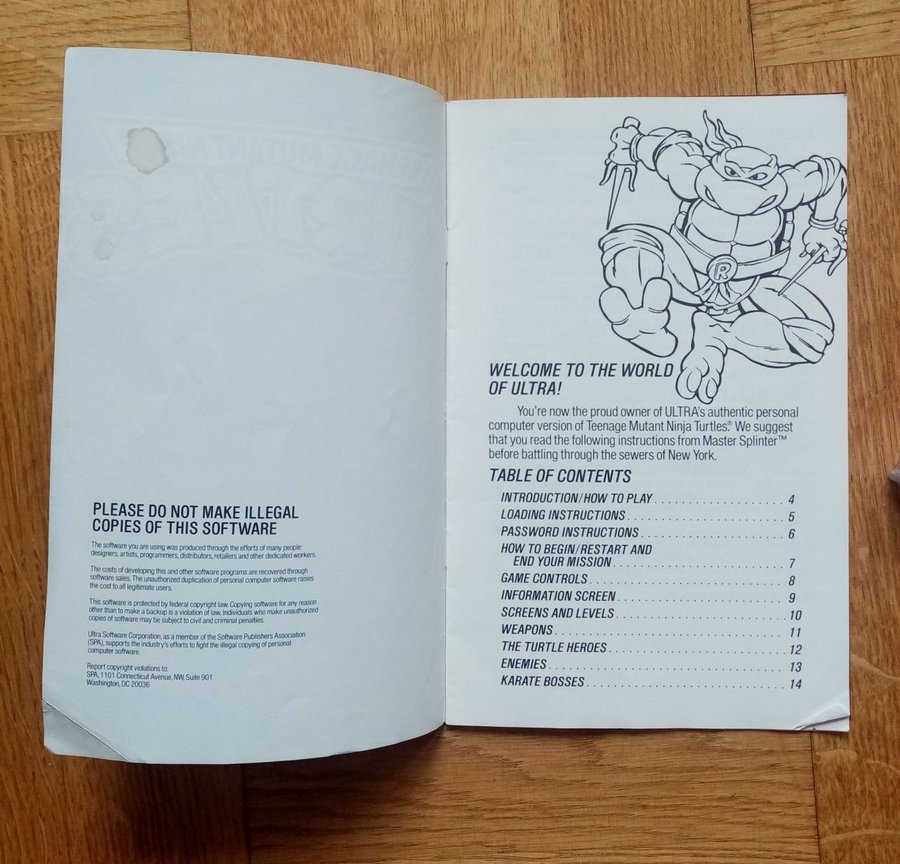 PLEASE DO NOT MAKE ILLEGAL
COPIES OF THIS SOFTWARE
The software you are using was produced through the efforts of many people:
designers, artists, programmers, distributors, retailers and other dedicated workers.
The costs of developing this and other software programs are recovered through
software sales. The unauthorized duplication of personal computer software raises
the cost to all legitimate users.
This software is protected by federal copyright law. Copying software for any reason
other than to make a backup is a violation of law. Individuals who make unauthorized
copies of software may be subject to civil and criminal penalties.
Ultra Software Corporation, as a member of the Software Publishers Association
(SPA), supports the industry's efforts to fight the illegal copying of personal
computer software.
Report copyright violations to:
SPA, 1101 Connecticut Avenue, NW, Suite 901
Washington, DC 20036
R
WELCOME TO THE WORLD
OF ULTRA!
You're now the proud owner of ULTRA's authentic personal
computer version of Teenage Mutant Ninja Turtles.® We suggest
that you read the following instructions from Master Splinter™
before battling through the sewers of New York.
TABLE OF CONTENTS
INTRODUCTION/HOW TO PLAY . . . . . . . . . . . . . . . . . . 4
LOADING INSTRUCTIONS . . . . . . . . . . . . . . . . . . . . . 5
PASSWORD INSTRUCTIONS . . . . . . . . . . . . . . . . . . . . 6
HOW TO BEGIN/RESTART AND
END YOUR MISSION . . . . . . . . . . . . . . . . . . . . . . . 7
GAME CONTROLS . . . . . . . . . . . . . . . . . . . . . . . . . 8
INFORMATION SCREEN . . . . . . . . . . . . . . . . . . . . . . 9
SCREENS AND LEVELS . . . . . . . . . . . . . . . . . . . . . . 10
WEAPONS . . . . . . . . . . . . . . . . . . . . . . . . . . . . . 11
THE TURTLE HEROES . . . . . . . . . . . . . . . . . . . . . . . 12
ENEMIES . . . . . . . . . . . . . . . . . . . . . . . . . . . . . . 13
KARATE BOSSES . . . . . . . . . . . . . . . . . . . . . . . . . . 14